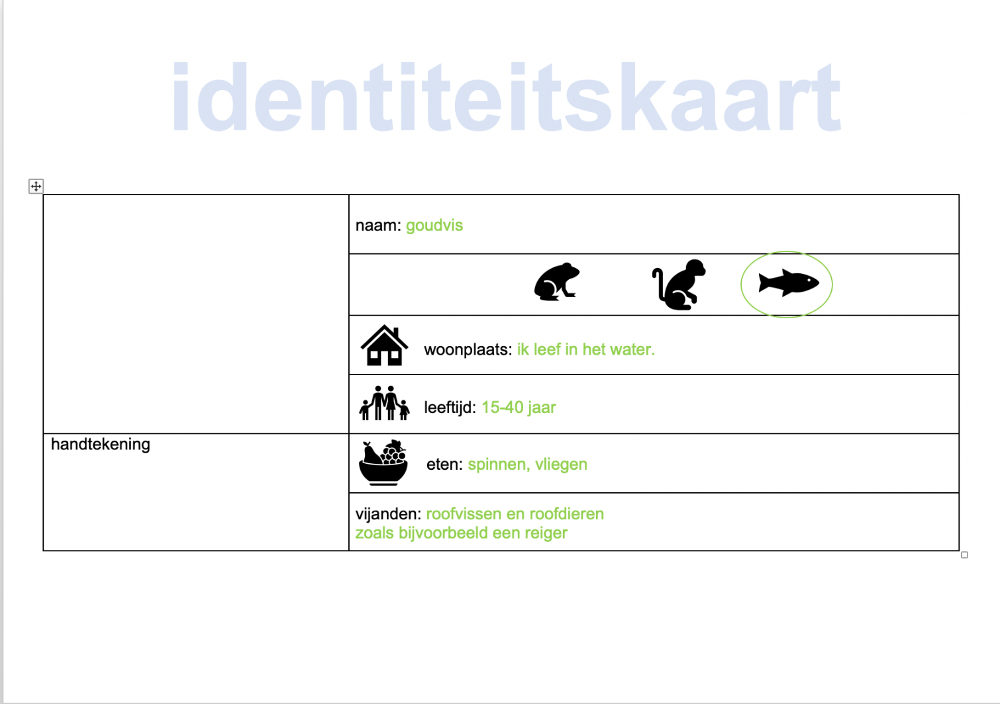 identiteitskaart
naam: goudvis
woonplaats: ik leef in het water.
leeftijd: 15-40 jaar
handtekening
eten: spinnen, vliegen
vijanden: roofvissen en roofdieren
zoals bijvoorbeeld een reiger